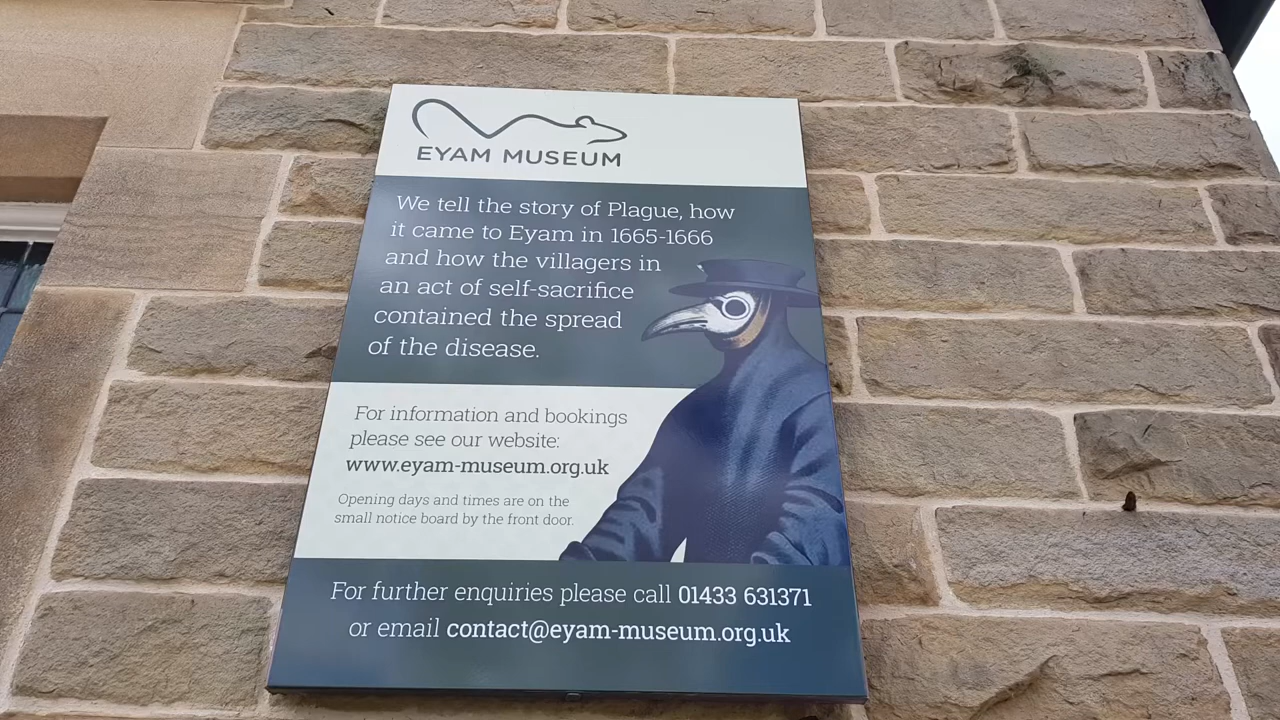 EYAM MUSEUM
We tell the story of Plague, how
it came to Eyam in 1665-1666
and how the villagers in
an act of self-sacrifice
contained the spread
of the disease.
For information and bookings
please see our website:
www.eyam-museum.org.uk
Opening days and times are on the
small notice board by the front door.
For further enquiries please call 01433 631371
or email contact@eyam-museum.org.uk